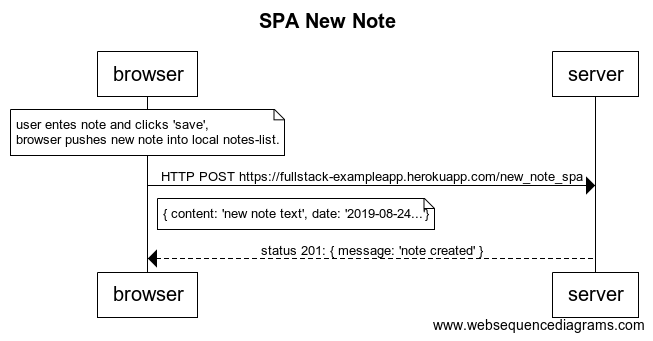 SPA New Note
browser
server
user entes note and clicks 'save',
browser pushes new note into local notes-list.
HTTP POST https://fullstack-exampleapp.herokuapp.com/new_note_spa
{ content: 'new note text', date: '2019-08-24...'}
status 201: { message: 'note created' }
browser
server
www.websequencediagrams.com